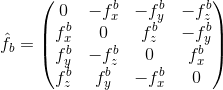 \hat{f}_b = \begin{pmatrix} 0 & -f_x^b & -f_y^b & -f_z^b \\ f_x^b & 0 & f_z^b & -f_y^b \\ f_y^b & -f_z^b & 0 & f_x^b \\ f_z^b & f_y^b & -f_x^b & 0 \end{pmatrix}